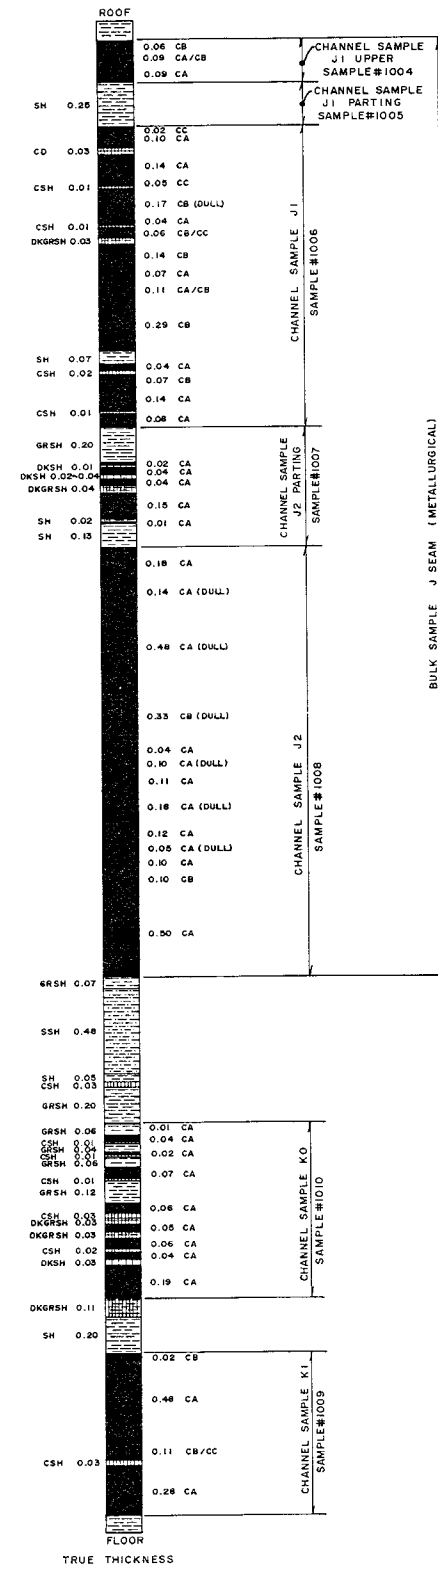 ROOF
0.06 CB
0.09 CA/CB
0.09 CA
CHANNEL SAMPLE
J1 UPPER
SAMPLE#1004
SH 0.25
CHANNEL SAMPLE
J1 PARTING
SAMPLE#1005
0.02 CC
0.10 CA
CD 0.03
0.14 CA
CSH 0.01
0.05 CC
0.17 CB (DULL)
0.04 CA
CSH 0.01
0.06 CB/CC
DKGRSH 0.03
0.14 CB
0.07 CA
0.11 CA/CB
0.29 CB
SH 0.07
0.04 CA
CSH 0.02
0.07 CB
0.14 CA
CSH 0.01
0.08 CA
CHANNEL SAMPLE J1
SAMPLE#1006
GRSH 0.20
DKSH 0.01
0.02 CA
DKSH 0.02~0.04
0.04 CA
0.04 CA
DKGRSH 0.04
0.15 CA
SH 0.02
0.01 CA
SH 0.13
CHANNEL SAMPLE
J2 PARTING
SAMPLE#1007
0.18 CA
0.14 CA (DULL)
0.48 CA (DULL)
0.33 CB (DULL)
0.04 CA
0.10 CA (DULL)
0.11 CA
0.18 CA (DULL)
0.12 CA
0.05 CA (DULL)
0.10 CA
0.10 CB
0.50 CA
CHANNEL SAMPLE J2
SAMPLE#1008
BULK SAMPLE J SEAM (METALLURGICAL)
GRSH 0.07
SSH 0.48
SH 0.05
CSH 0.03
GRSH 0.20
GRSH 0.06
0.01 CA
CSH 0.01
0.04 CA
GRSH 0.04
CSH 0.01
0.02 CA
GRSH 0.06
0.07 CA
CSH 0.01
GRSH 0.12
0.06 CA
CSH 0.03
DKGRSH 0.03
0.05 CA
DKGRSH 0.03
0.06 CA
CSH 0.02
0.04 CA
DKSH 0.03
0.19 CA
CHANNEL SAMPLE K0
SAMPLE#1010
DKGRSH 0.11
SH 0.20
0.02 CB
0.48 CA
0.11 CB/CC
CSH 0.03
0.28 CA
CHANNEL SAMPLE K1
SAMPLE#1009
FLOOR
TRUE THICKNESS